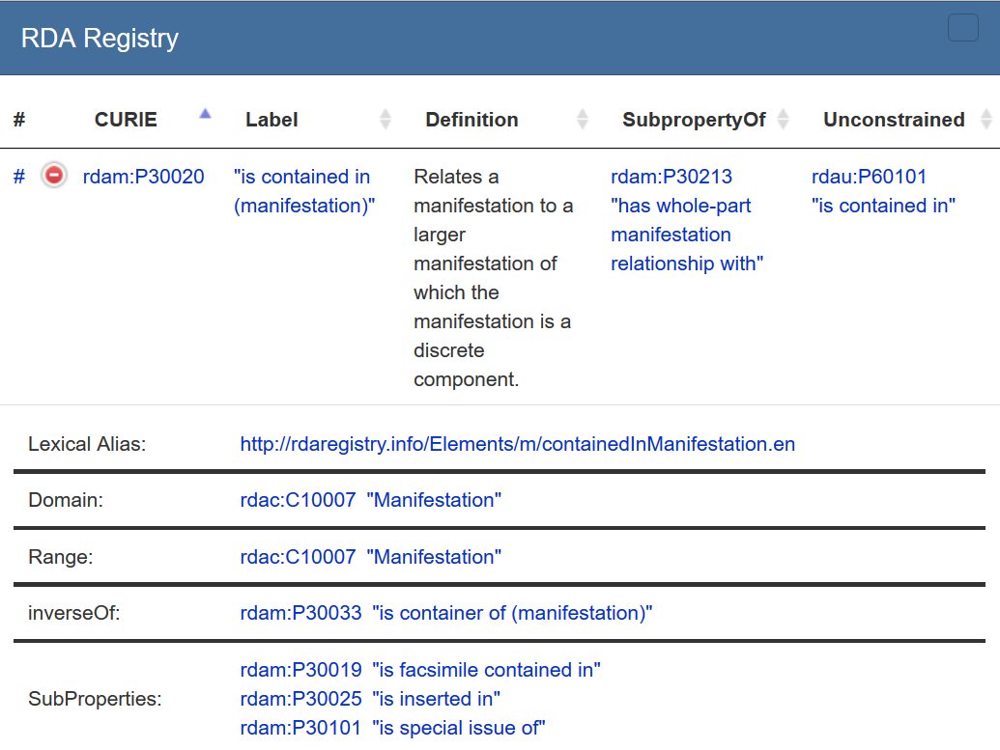 RDA Registry
# CURIE Label Definition SubpropertyOf Unconstrained
# rdam:P30020 "is contained in Relates a rdam:P30213 rdau:P60101
(manifestation)" manifestation to a "has whole-part "is contained in"
larger manifestation
manifestation of relationship with"
which the
manifestation is a
discrete
component.
Lexical Alias: http://rdaregistry.info/Elements/m/containedInManifestation.en
Domain: rdac:C10007 "Manifestation"
Range: rdac:C10007 "Manifestation"
inverseOf: rdam:P30033 "is container of (manifestation)"
rdam:P30019 "is facsimile contained in"
SubProperties: rdam:P30025 "is inserted in"
rdam:P30101 "is special issue of"